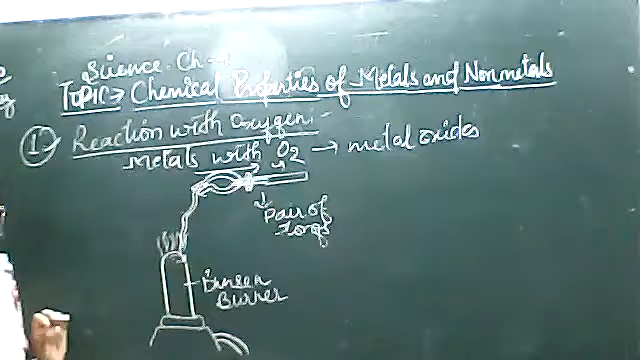 Science. Ch-4
Topic → Chemical Properties of Metals and Nonmetals
① Reaction with Oxygen:-
Metals with O2 → metal oxides
Pair of
Tongs
Bunsen
Burner